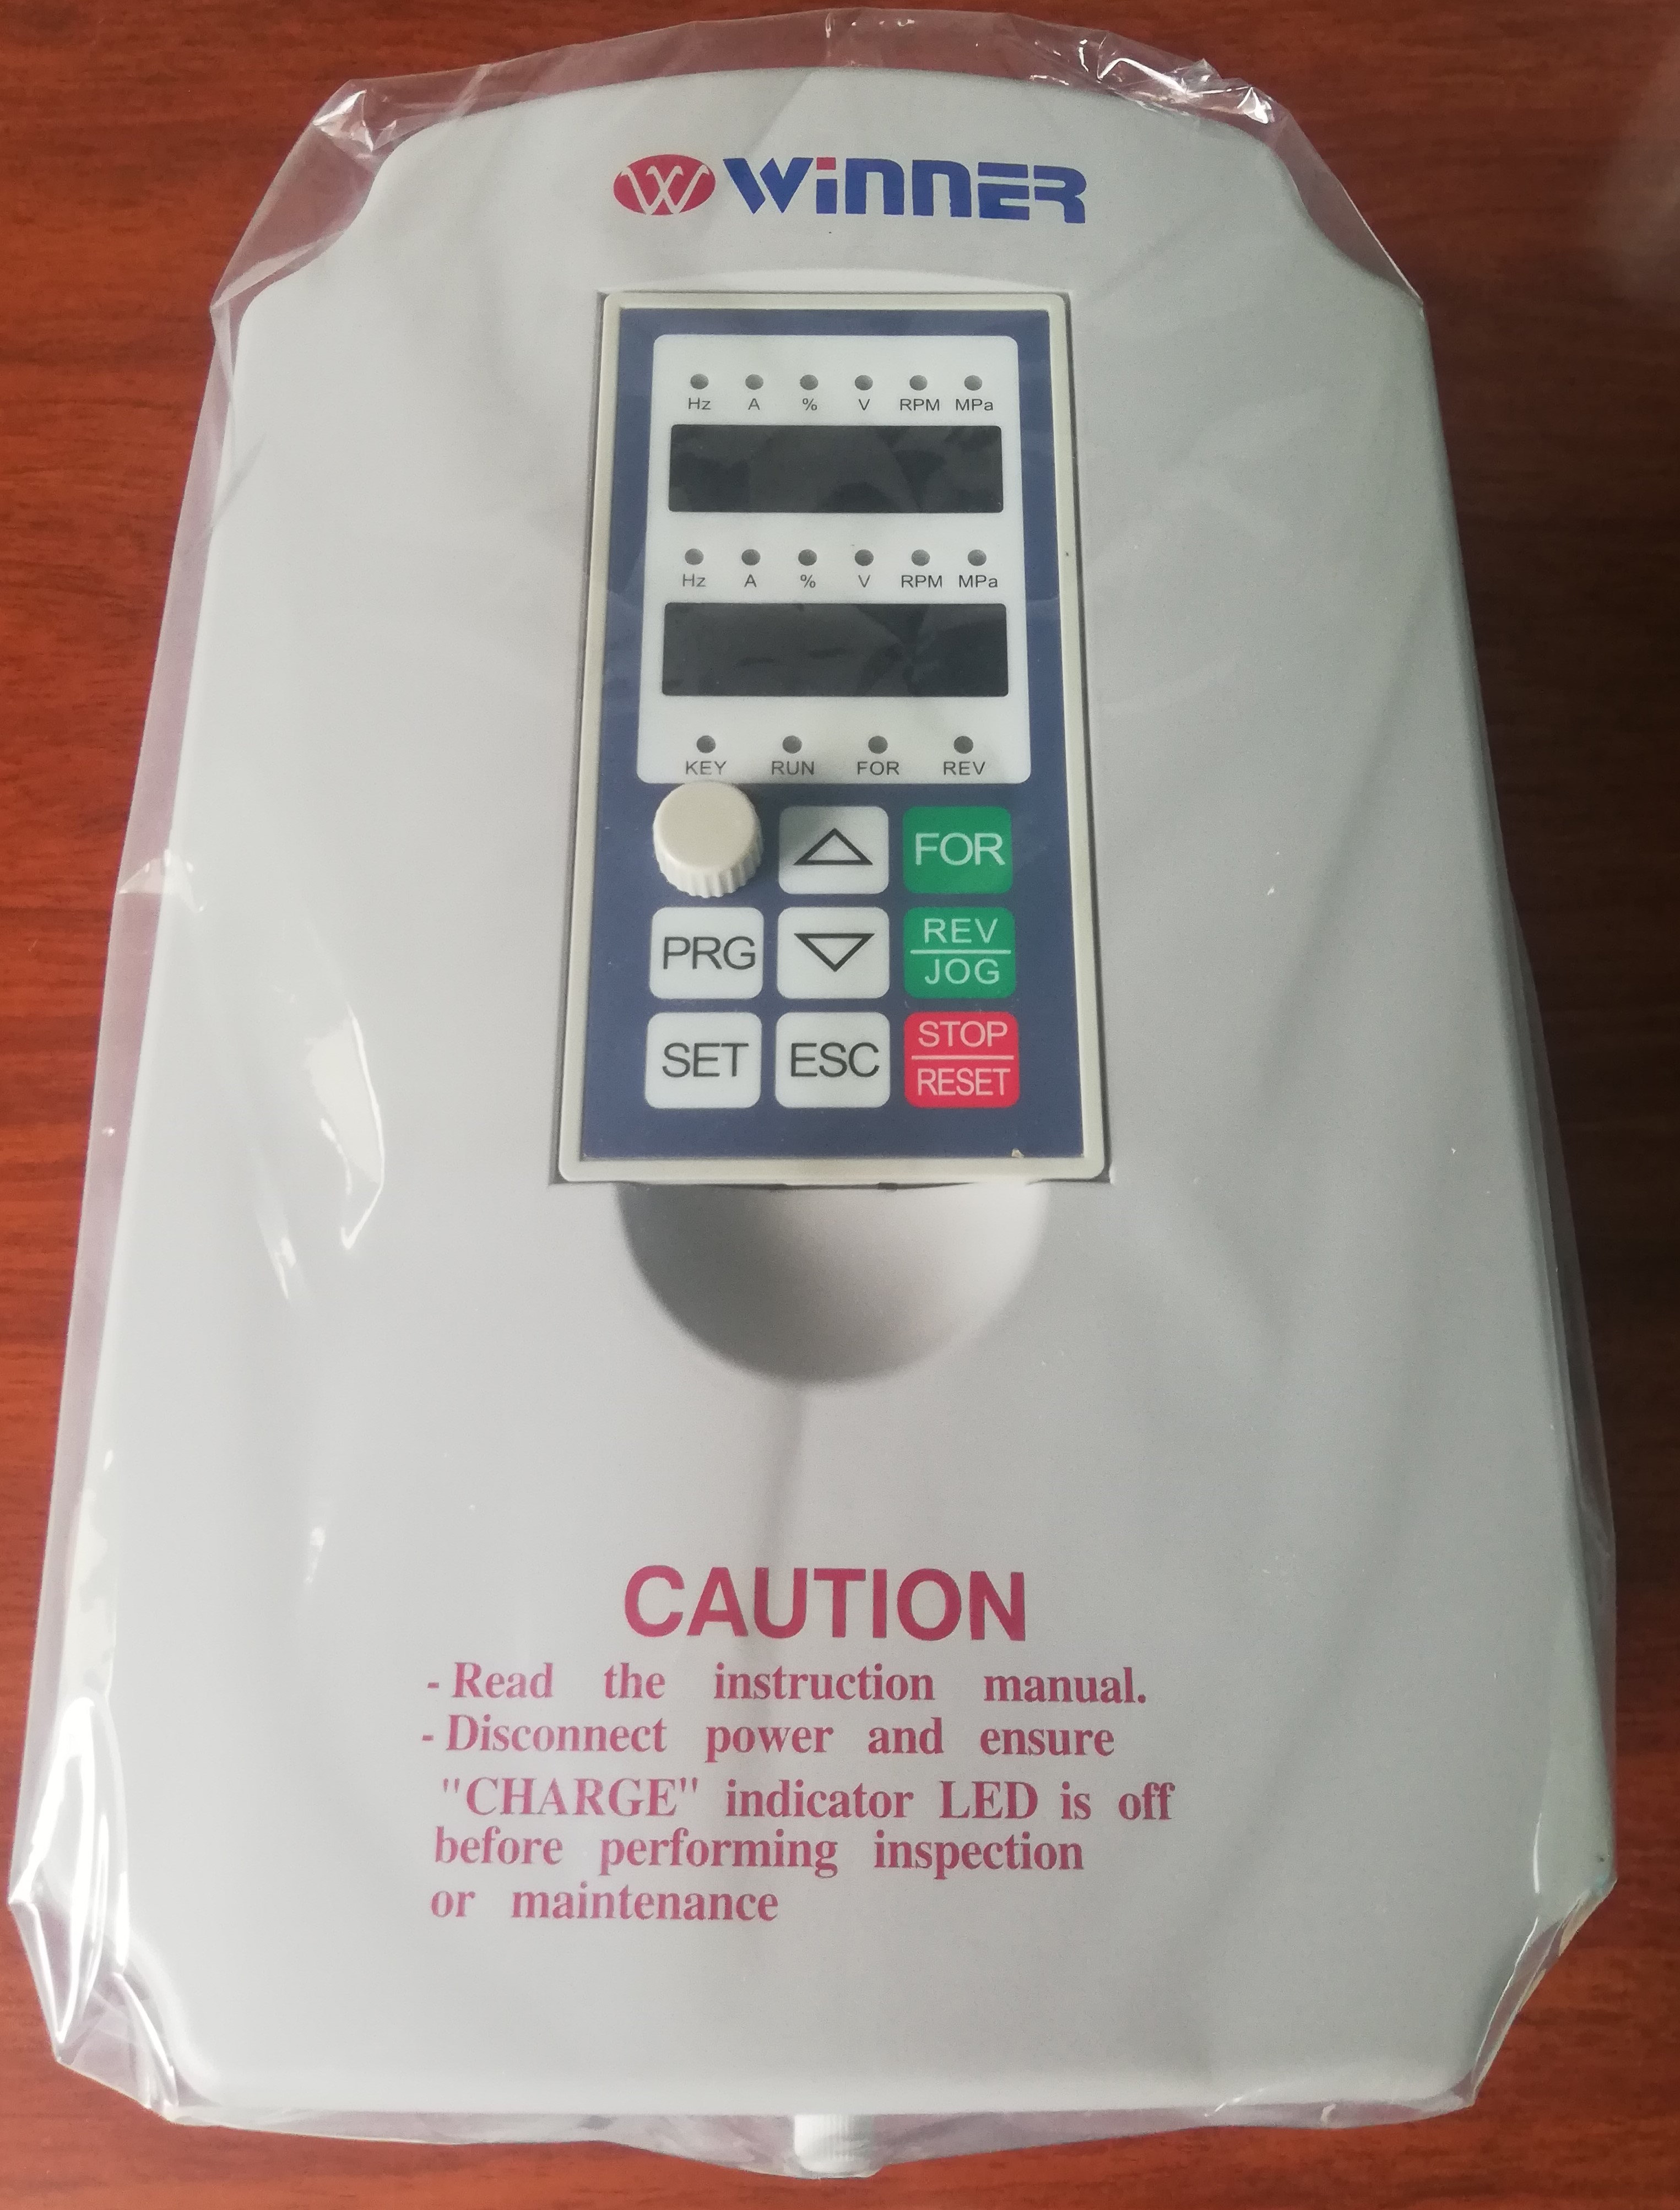 W WiNNER
Hz A % V RPM MPa
Hz A % V RPM MPa
KEY RUN FOR REV
FOR
PRG REV
JOG
SET ESC STOP
RESET
CAUTION
- Read the instruction manual.
- Disconnect power and ensure
"CHARGE" indicator LED is off
before performing inspection
or maintenance